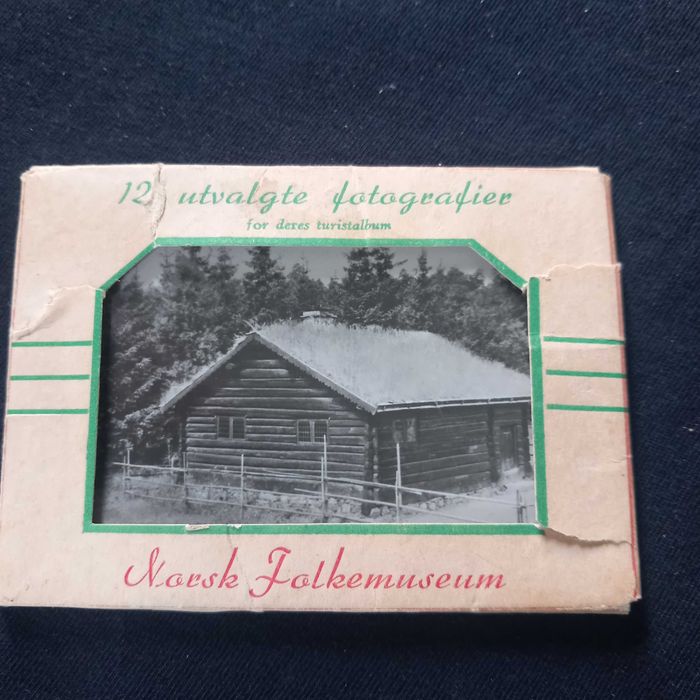 12 utvalgte fotografier
for deres turistalbum
Norsk Folkemuseum